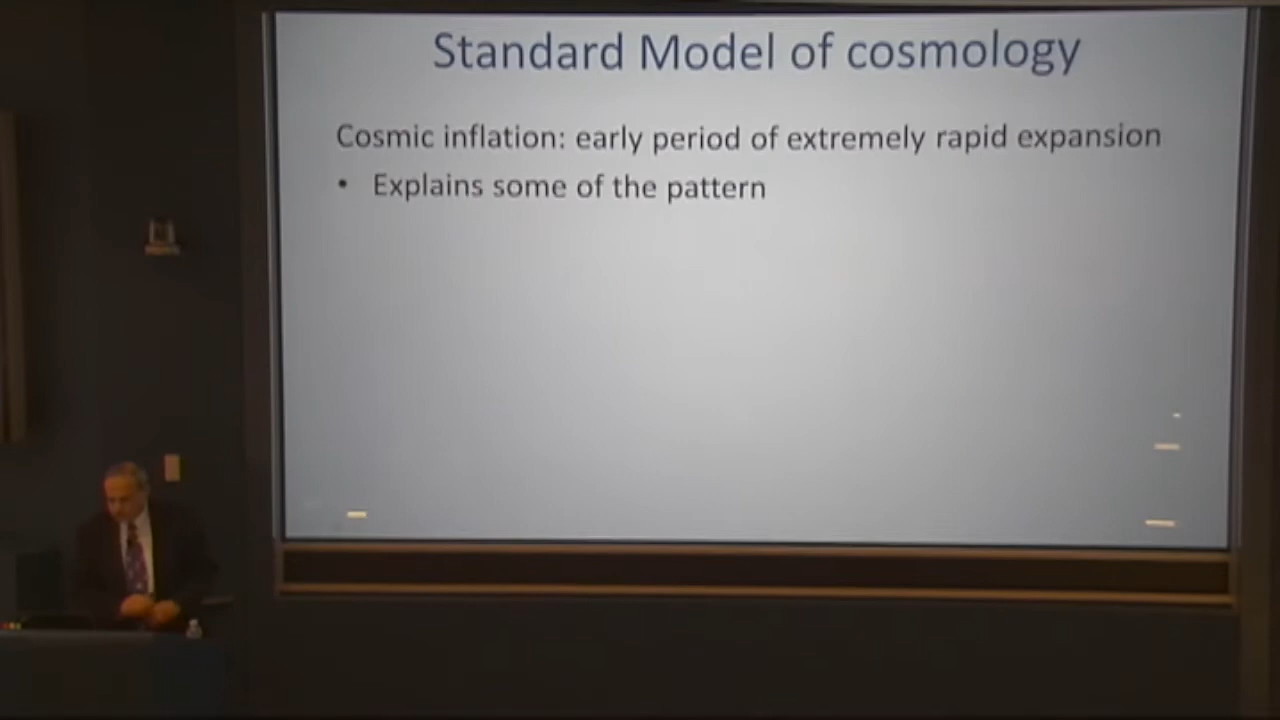 Standard Model of cosmology
Cosmic inflation: early period of extremely rapid expansion
• Explains some of the pattern